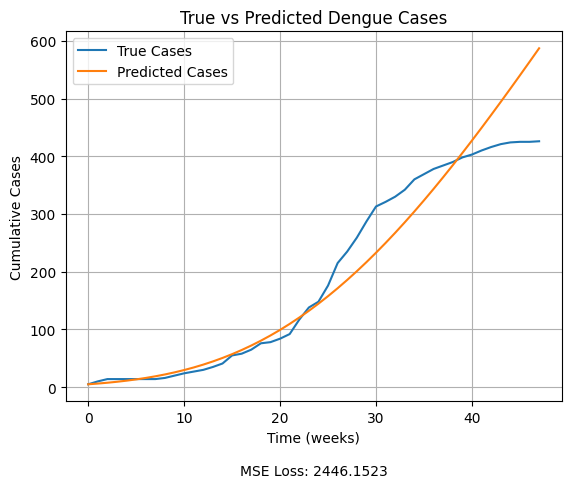 True vs Predicted Dengue Cases
True Cases
Predicted Cases
Cumulative Cases
600
500
400
300
200
100
0
0 10 20 30 40
Time (weeks)
MSE Loss: 2446.1523